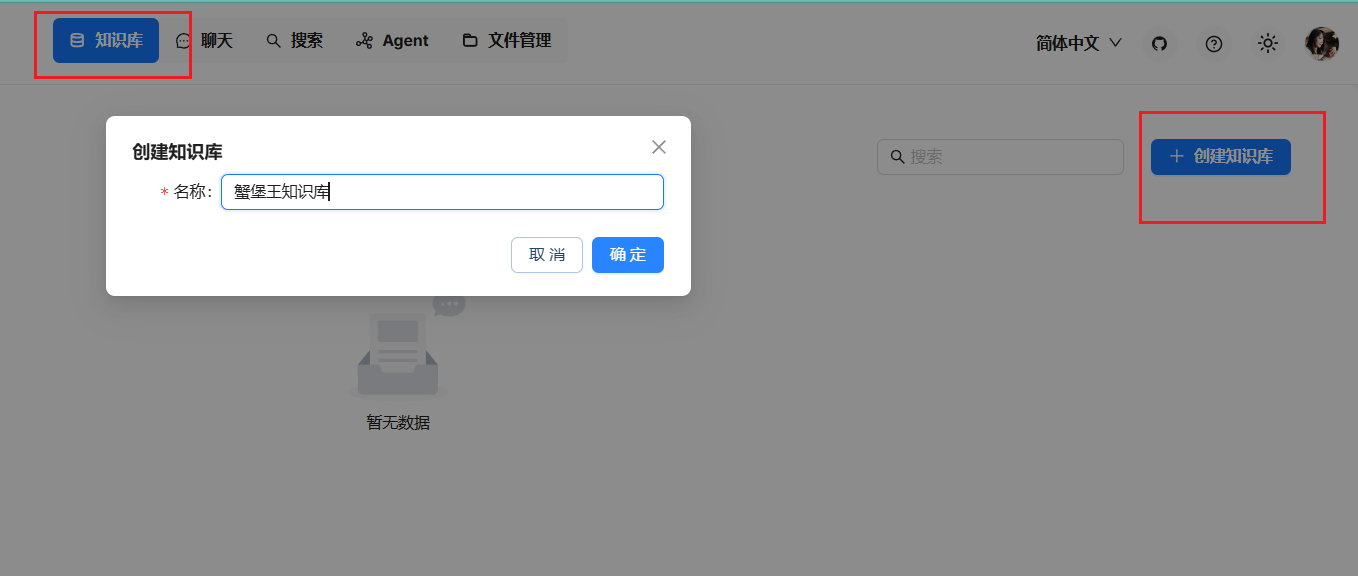 知识库 聊天 搜索 Agent 文件管理 简体中文
创建知识库
搜索 创建知识库
* 名称: 蟹堡王知识库
取 消 确 定
暂无数据